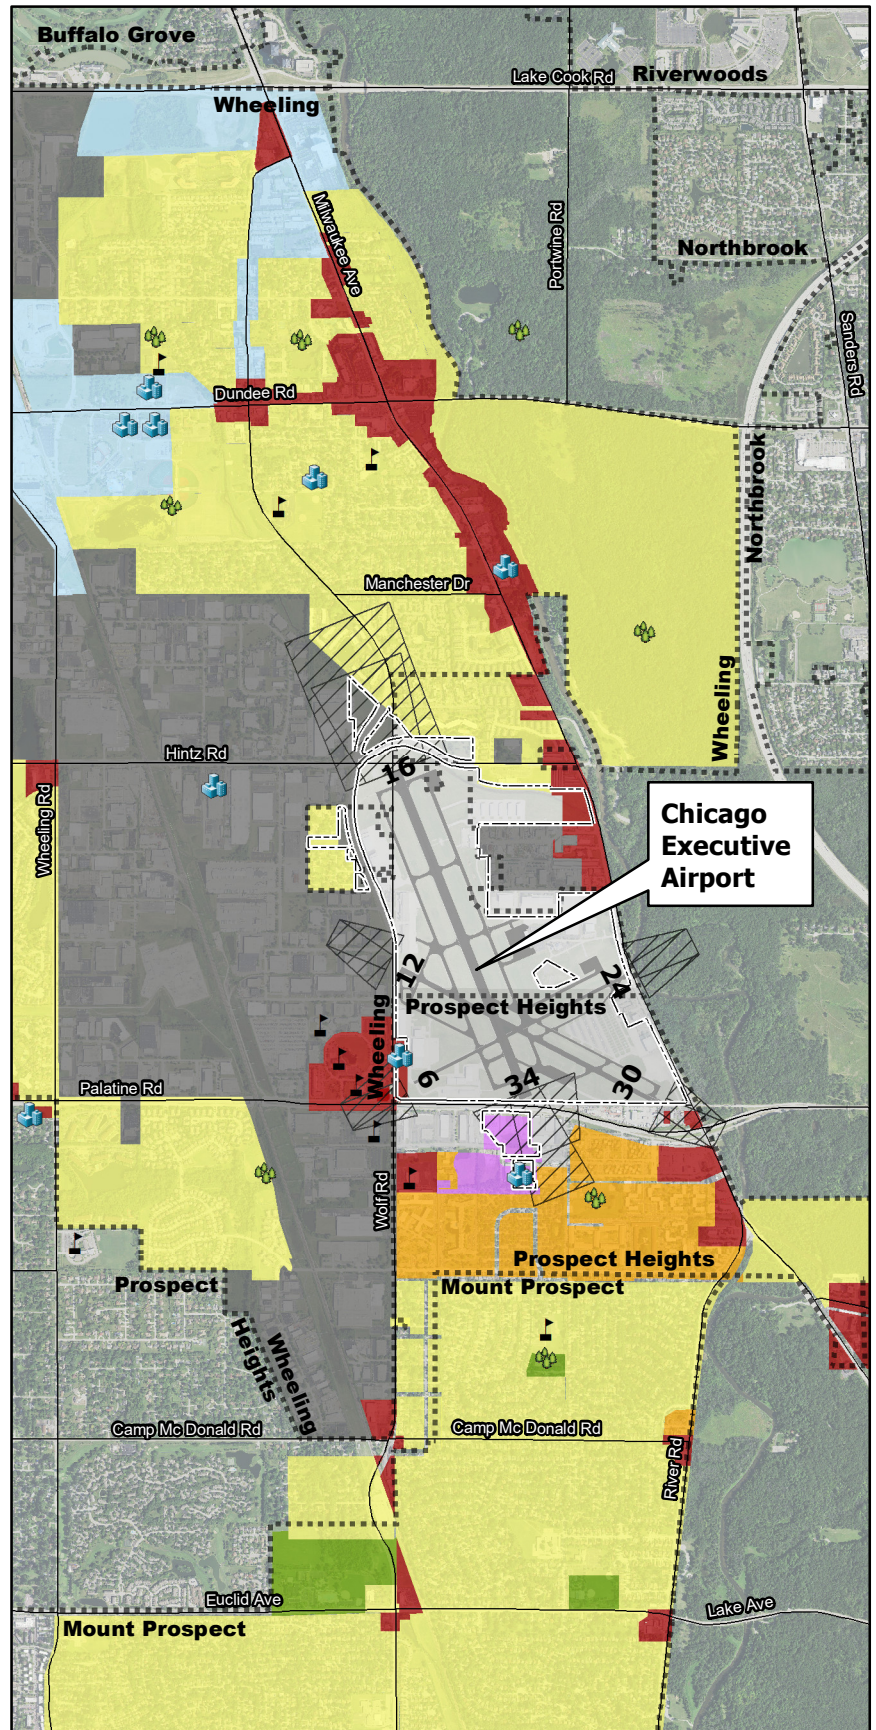 Buffalo Grove
Lake Cook Rd
Riverwoods
Wheeling
Milwaukee Ave
Portwine Rd
Northbrook
Sanders Rd
Dundee Rd
Northbrook
Manchester Dr
Wheeling
Hintz Rd
16
Wheeling Rd
Chicago
Executive
Airport
12
24
Prospect Heights
Wheeling
Palatine Rd
6
34
30
Wolf Rd
Prospect Heights
Prospect
Mount Prospect
Heights
Wheeling
Camp Mc Donald Rd
Camp Mc Donald Rd
River Rd
Euclid Ave
Lake Ave
Mount Prospect